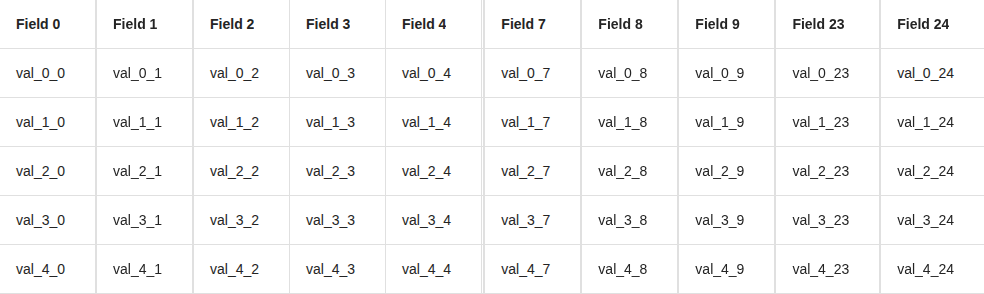 Field 0 Field 1 Field 2 Field 3 Field 4 Field 7 Field 8 Field 9 Field 23 Field 24
val_0_0 val_0_1 val_0_2 val_0_3 val_0_4 val_0_7 val_0_8 val_0_9 val_0_23 val_0_24
val_1_0 val_1_1 val_1_2 val_1_3 val_1_4 val_1_7 val_1_8 val_1_9 val_1_23 val_1_24
val_2_0 val_2_1 val_2_2 val_2_3 val_2_4 val_2_7 val_2_8 val_2_9 val_2_23 val_2_24
val_3_0 val_3_1 val_3_2 val_3_3 val_3_4 val_3_7 val_3_8 val_3_9 val_3_23 val_3_24
val_4_0 val_4_1 val_4_2 val_4_3 val_4_4 val_4_7 val_4_8 val_4_9 val_4_23 val_4_24